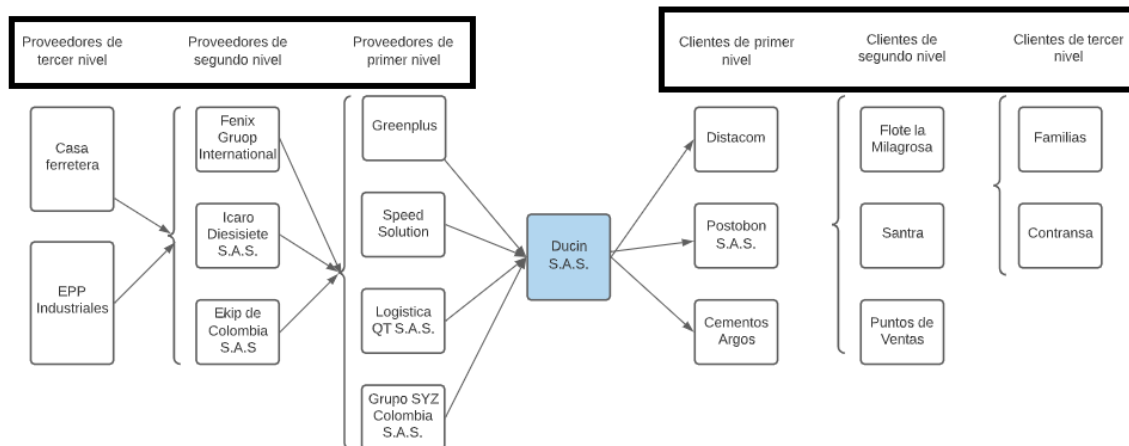 Proveedores de
tercer nivel
Proveedores de
segundo nivel
Proveedores de
primer nivel
Clientes de primer
nivel
Clientes de
segundo nivel
Clientes de tercer
nivel
Casa
ferretera
EPP
Industriales
Fenix
Gruop
International
Icaro
Diesisiete
S.A.S.
Ekip de
Colombia
S.A.S
Greenplus
Speed
Solution
Logistica
QT S.A.S.
Grupo SYZ
Colombia
S.A.S.
Ducin
S.A.S.
Distacom
Postobon
S.A.S.
Cementos
Argos
Flote la
Milagrosa
Santra
Puntos de
Ventas
Familias
Contransa